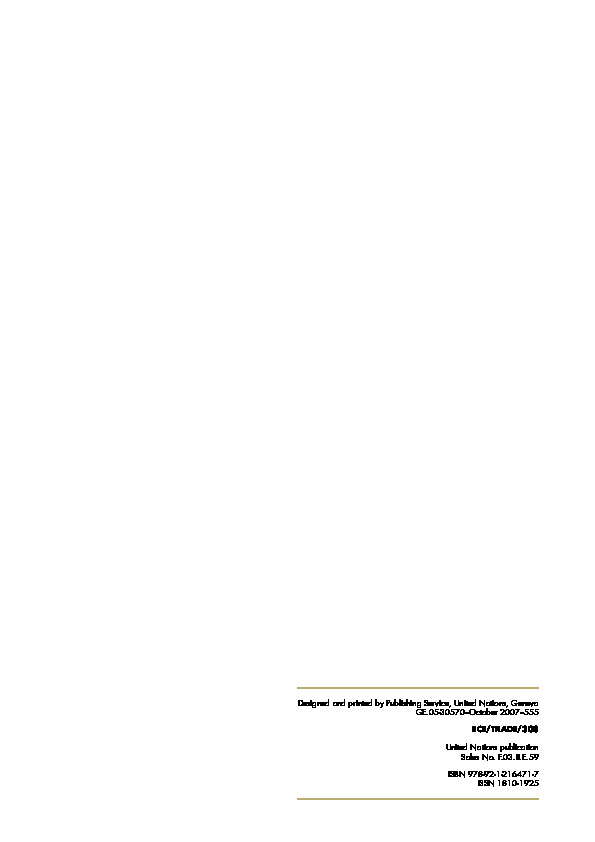 Designed and printed by Publishing Service, United Nations, Geneva
GE.05-30570–October 2007–555
ECE/TRADE/308
United Nations publication
Sales No. F.03.II.E.59
ISBN 978-92-1-216471-7
ISSN 1810-1925